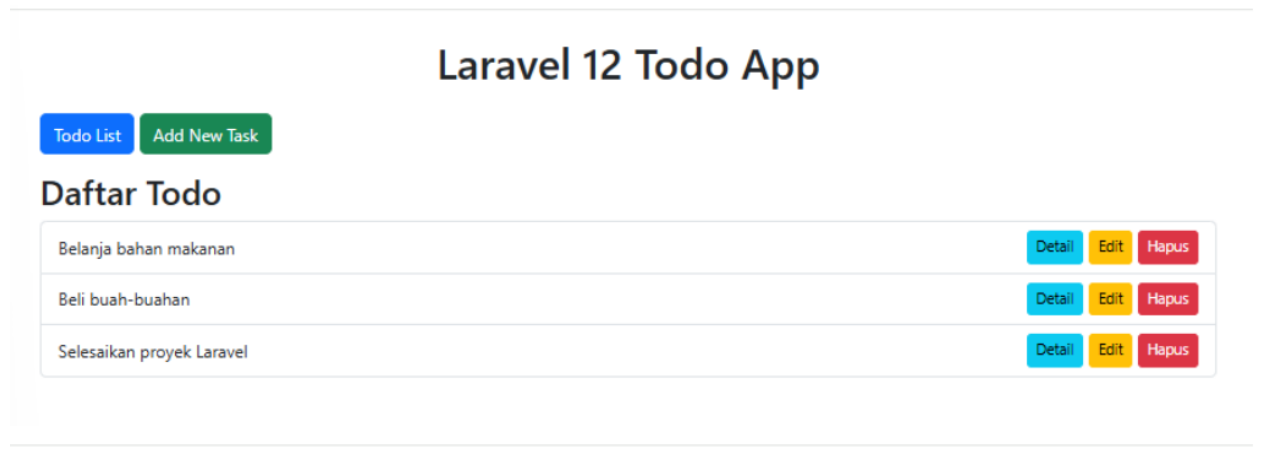 Laravel 12 Todo App
Todo List Add New Task
Daftar Todo
Belanja bahan makanan Detail Edit Hapus
Beli buah-buahan Detail Edit Hapus
Selesaikan proyek Laravel Detail Edit Hapus